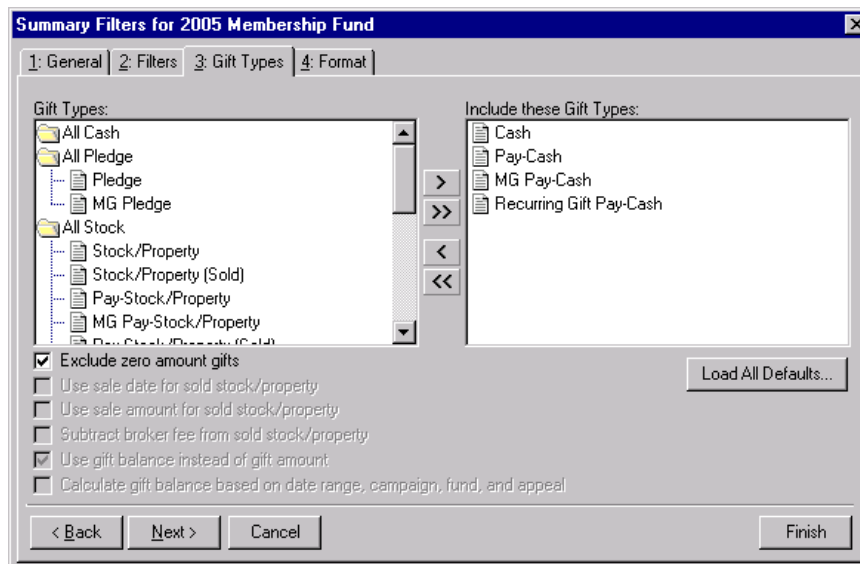 Summary Filters for 2005 Membership Fund
1: General
2: Filters
3: Gift Types
4: Format
Gift Types:
All Cash
All Pledge
Pledge
MG Pledge
All Stock
Stock/Property
Stock/Property (Sold)
Pay-Stock/Property
MG Pay-Stock/Property
Pay-Stock/Property (Sold)
>
>>
<
<<
Include these Gift Types:
Cash
Pay-Cash
MG Pay-Cash
Recurring Gift Pay-Cash
Exclude zero amount gifts
Use sale date for sold stock/property
Use sale amount for sold stock/property
Subtract broker fee from sold stock/property
Use gift balance instead of gift amount
Calculate gift balance based on date range, campaign, fund, and appeal
Load All Defaults...
< Back
Next >
Cancel
Finish